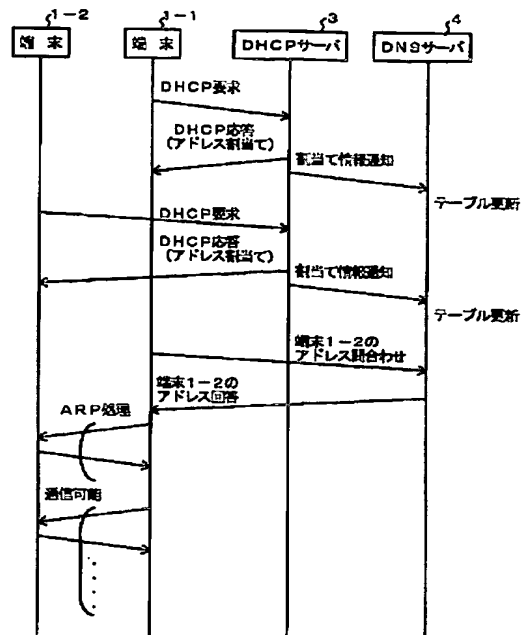 1-2
1-1
3
4
端末
端末
DHCPサーバ
DNSサーバ
DHCP要求
DHCP応答
(アドレス割当て)
割当て情報通知
テーブル更新
DHCP要求
DHCP応答
(アドレス割当て)
割当て情報通知
テーブル更新
端末1-2の
アドレス問合わせ
端末1-2の
アドレス回答
ARP処理
通信可能